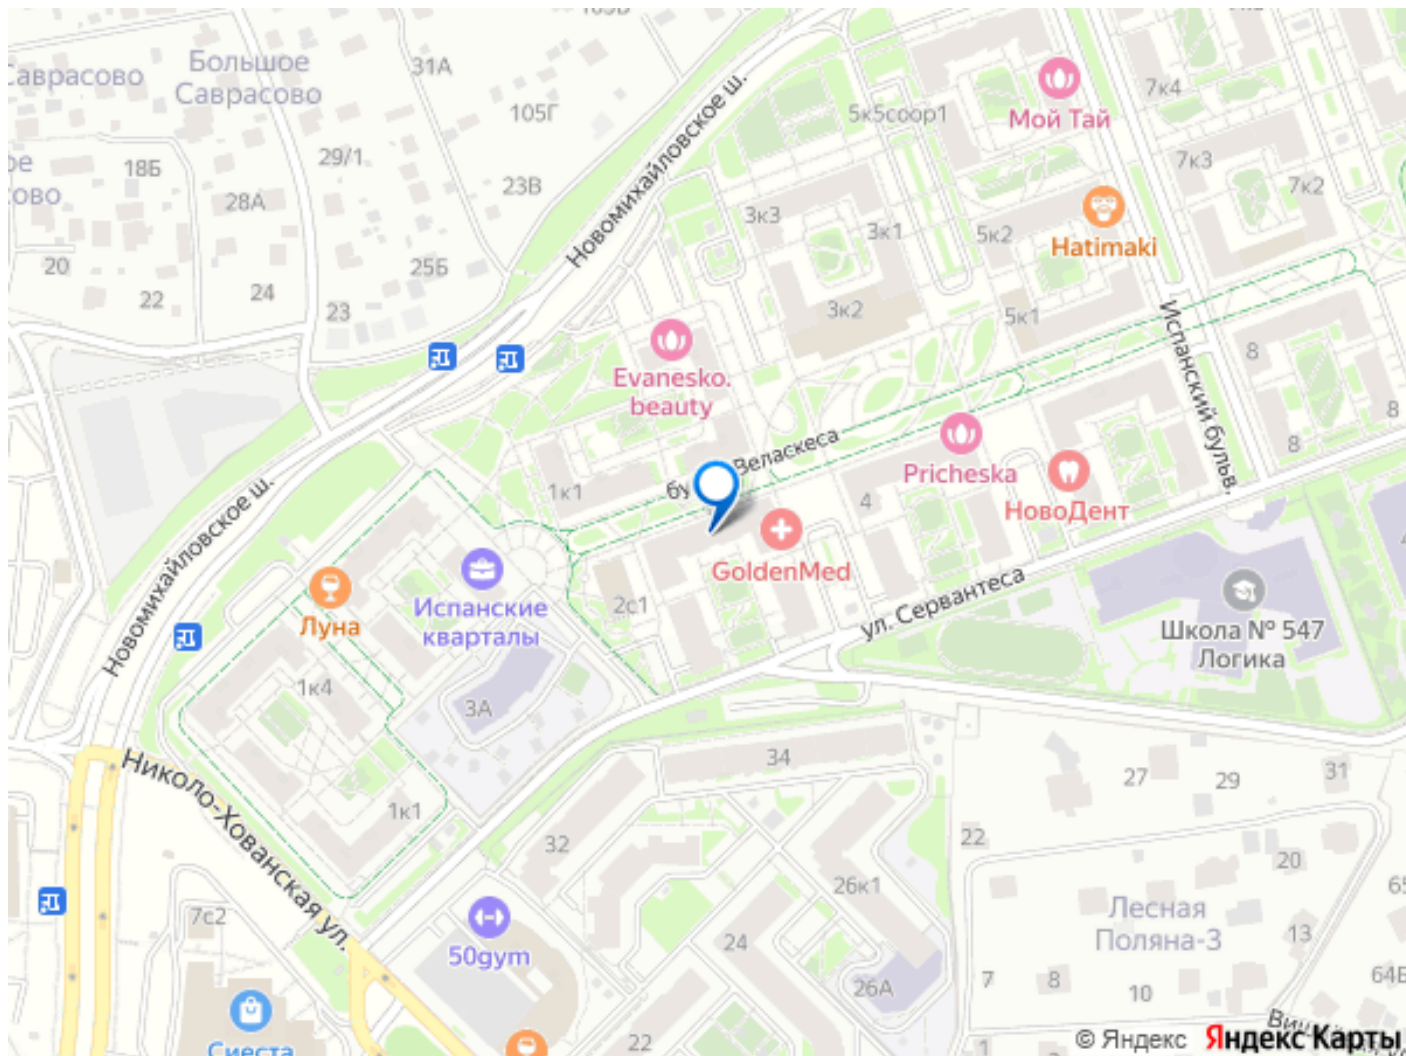 Большое
Саврасово
31А
105Г
29/1
18Б
28А
23В
25Б
20
22
24
23
Новомихайловское ш.
5к5соор1
Мой Тай
7к4
7к3
7к2
3к3
3к1
5к2
Hatimaki
3к2
5к1
Испанский бульв.
8
8
8
Evanesko.
beauty
Веласкеса
Pricheska
НовоДент
4
1к1
GoldenMed
2с1
ул. Сервантеса
Школа № 547
Логика
Новомихайловское ш.
Луна
Испанские
кварталы
1к4
3А
1к1
Николо-Хованская ул.
34
32
26к1
24
26А
22
7с2
50gym
Сиеста
27
29
31
22
20
Лесная
Поляна-3
13
7
8
10
1
© Яндекс Яндекс Карты